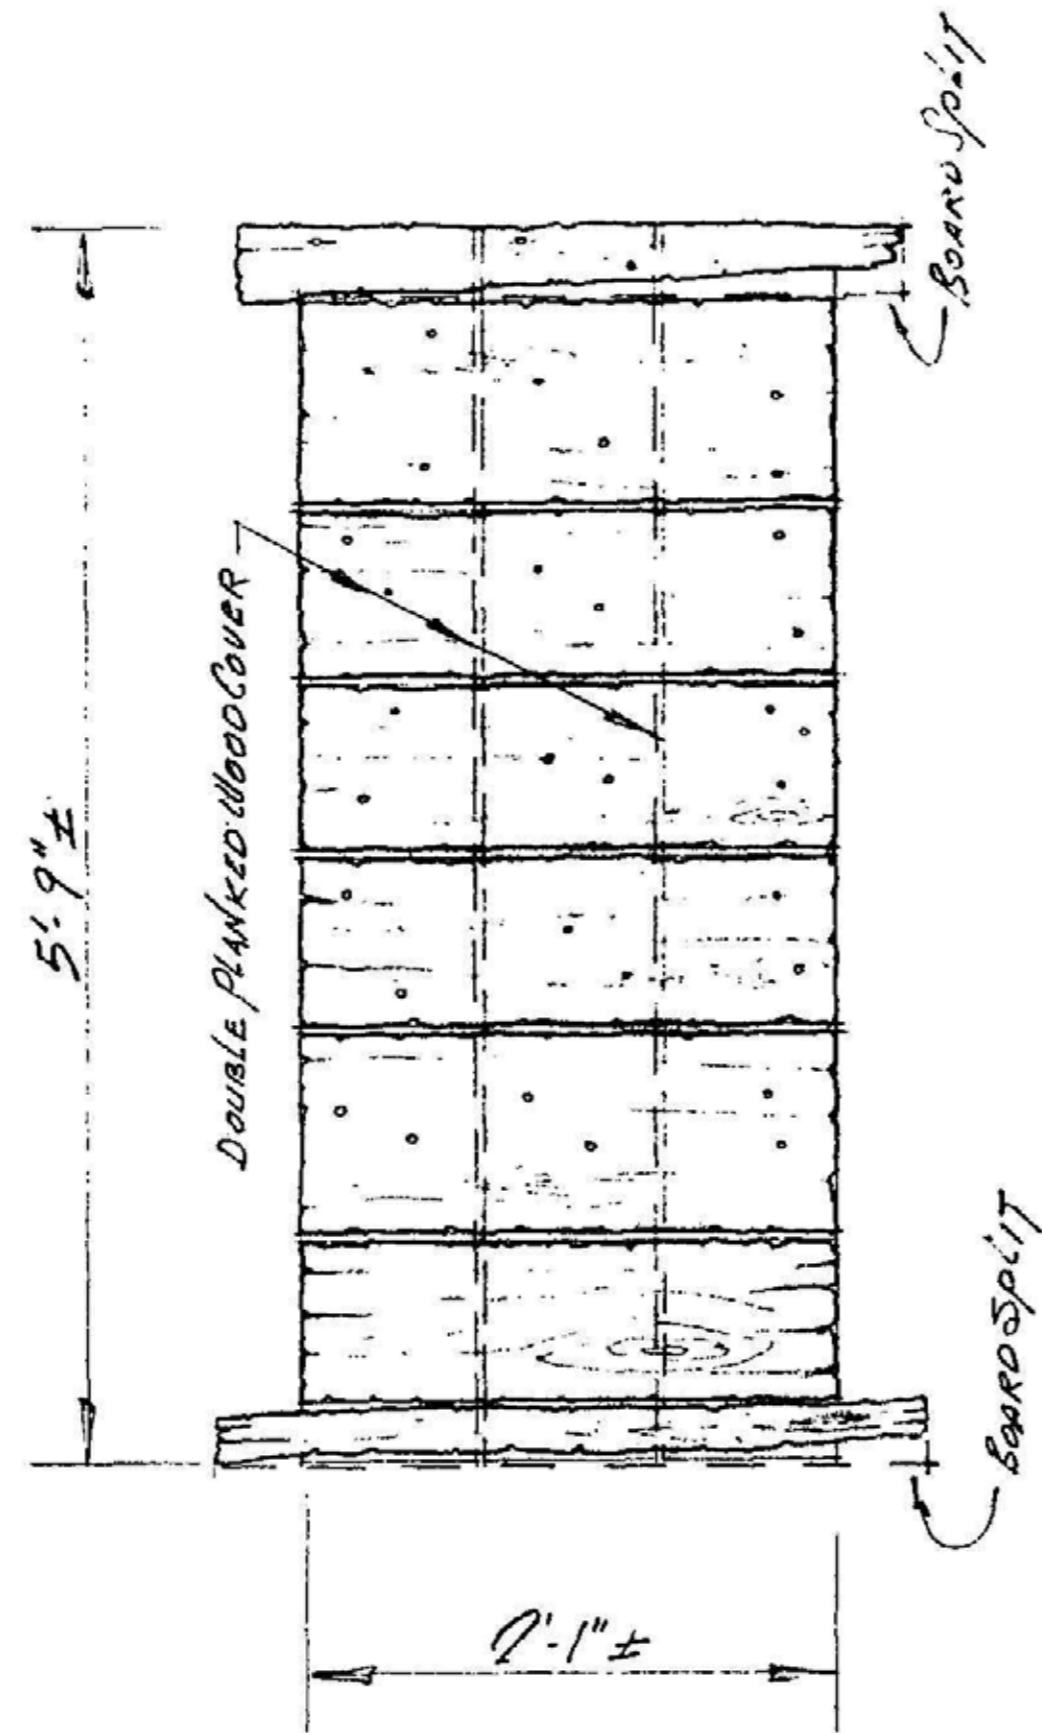 BOARD SPLIT
DOUBLE PLANKED WOOD COVER
5'-9" ±
BOARD SPLIT
2'-1" ±